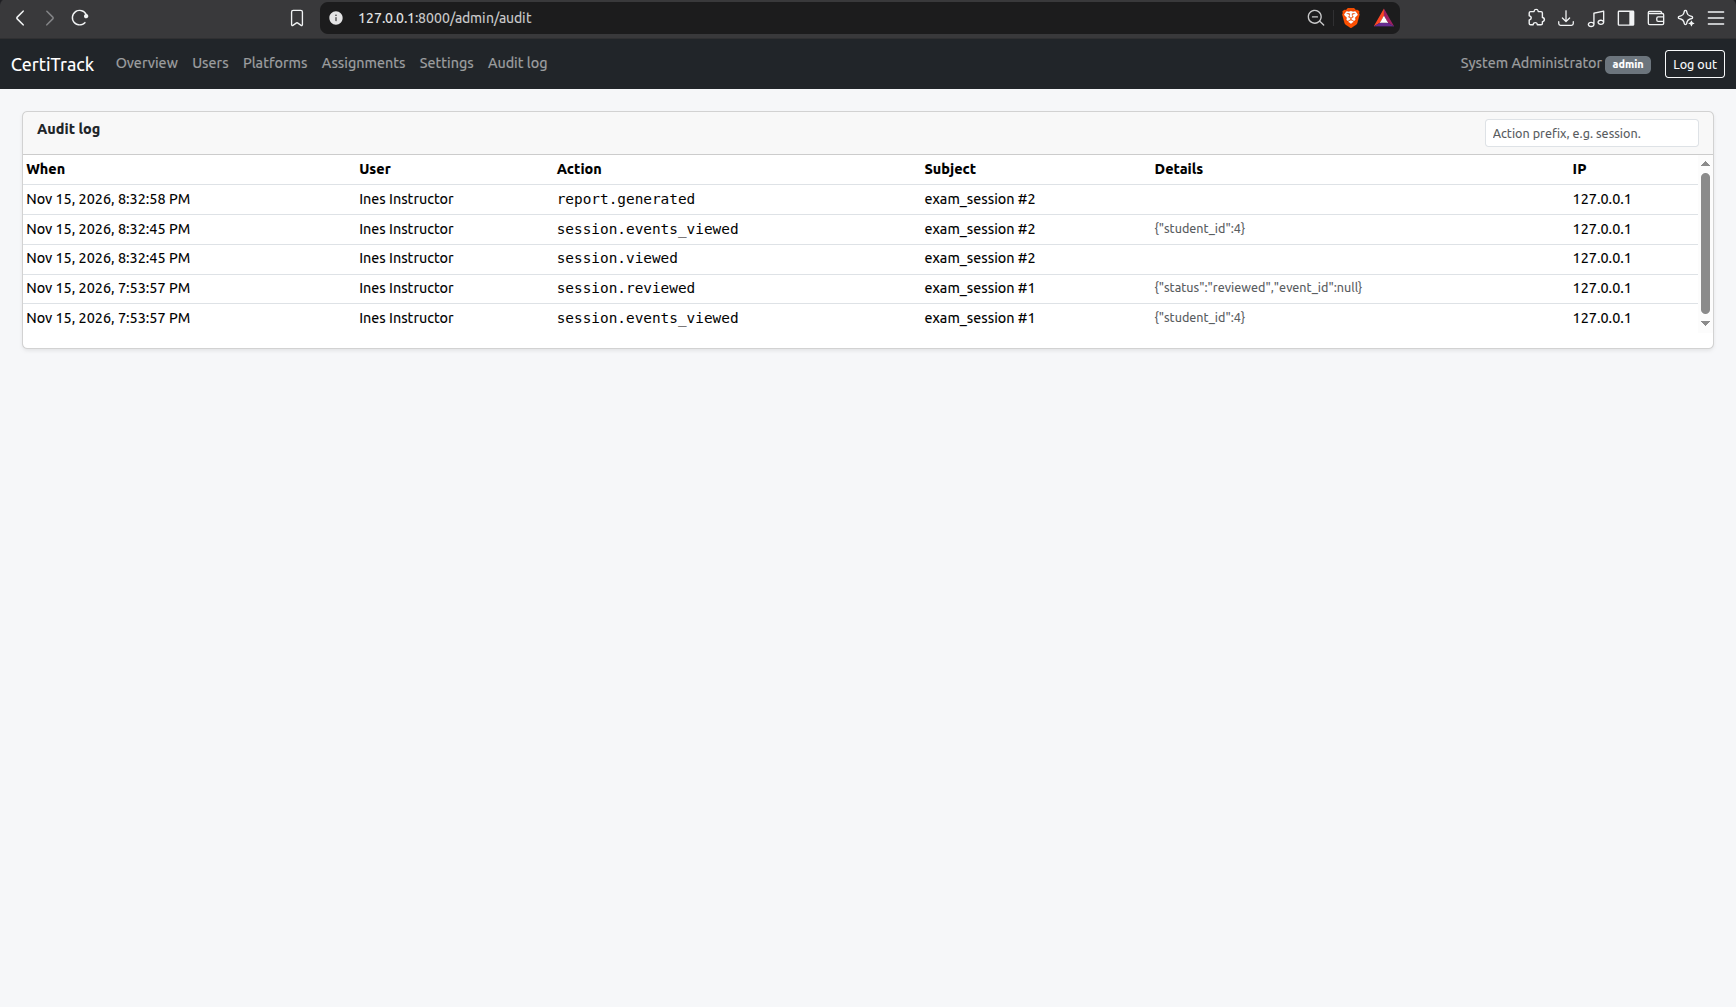 127.0.0.1:8000/admin/audit
CertiTrack Overview Users Platforms Assignments Settings Audit log System Administrator admin Log out
Audit log Action prefix, e.g. session.
When User Action Subject Details IP
Nov 15, 2026, 8:32:58 PM Ines Instructor report.generated exam_session #2 127.0.0.1
Nov 15, 2026, 8:32:45 PM Ines Instructor session.events_viewed exam_session #2 {"student_id":4} 127.0.0.1
Nov 15, 2026, 8:32:45 PM Ines Instructor session.viewed exam_session #2 127.0.0.1
Nov 15, 2026, 7:53:57 PM Ines Instructor session.reviewed exam_session #1 {"status":"reviewed","event_id":null} 127.0.0.1
Nov 15, 2026, 7:53:57 PM Ines Instructor session.events_viewed exam_session #1 {"student_id":4} 127.0.0.1